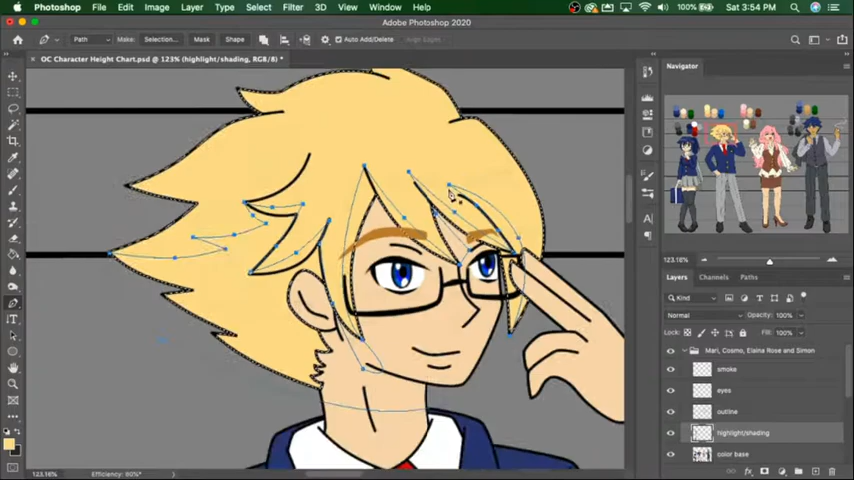 Photoshop File Edit Image Layer Type Select Filter 3D View Window Help 100% Sat 3:54 PM
Adobe Photoshop 2020
Path Make: Selection... Mask Shape Auto Add/Delete Align Edges
OC Character Height Chart.psd @ 123% (highlight/shading, RGB/8) *
Navigator
123.16%
Layers Channels Paths
Kind
Normal Opacity: 100%
Lock: Fill: 100%
Mari, Cosmo, Elaina Rose and Simon
smoke
eyes
outline
highlight/shading
color base
123.16% Efficiency: 80%*